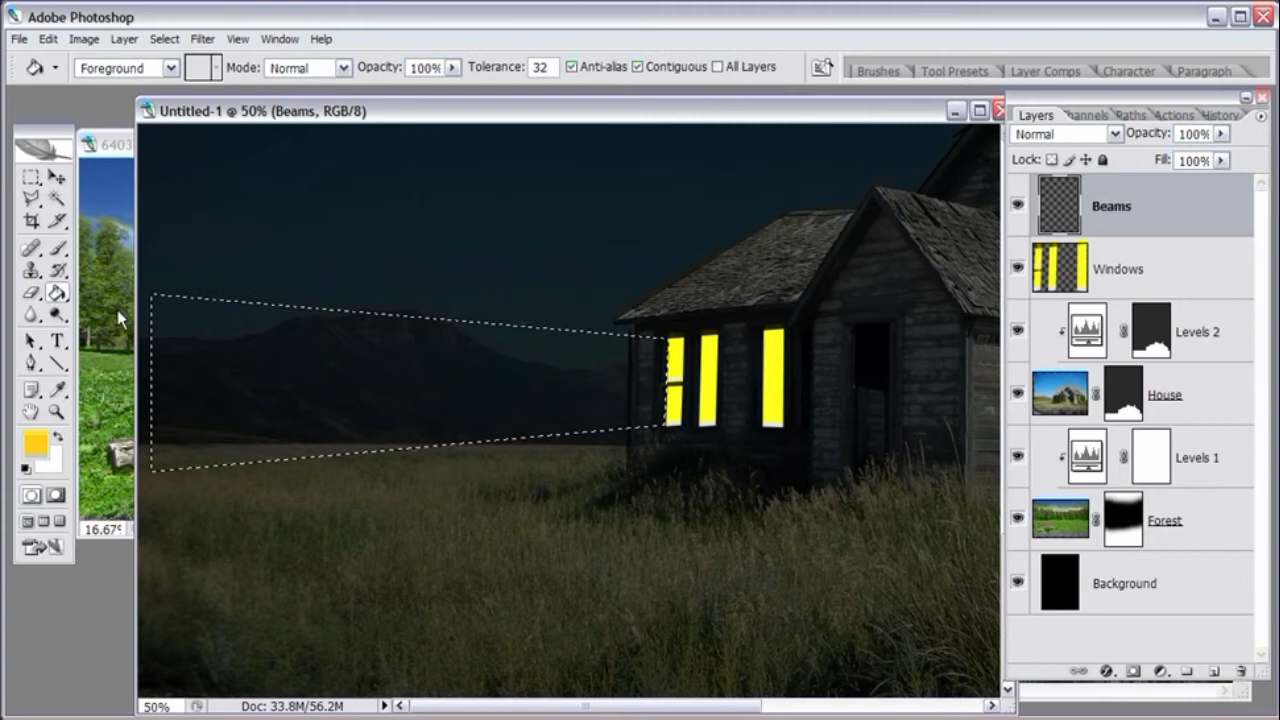 Adobe Photoshop
File Edit Image Layer Select Filter View Window Help
Foreground Mode: Normal Opacity: 100% Tolerance: 32 Anti-alias Contiguous All Layers
Brushes Tool Presets Layer Comps Character Paragraph
Untitled-1 @ 50% (Beams, RGB/8)
6403
Layers Channels Paths Actions History
Normal Opacity: 100%
Lock: Fill: 100%
Beams
Windows
Levels 2
House
Levels 1
Forest
Background
T
16.67%
50% Doc: 33.8M/56.2M